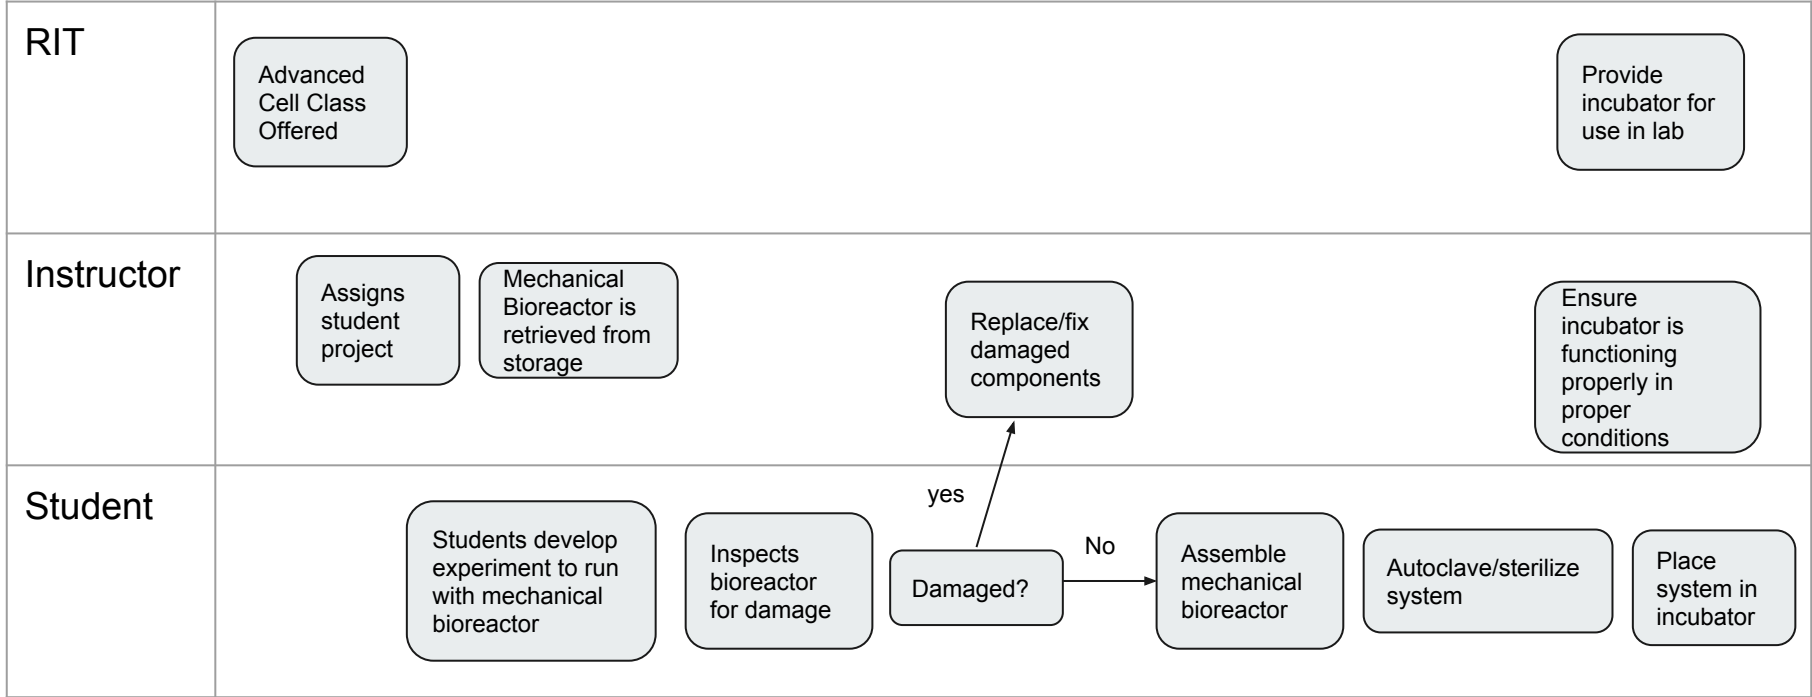 RIT
Advanced
Cell Class
Offered
Provide
incubator for
use in lab
Instructor
Assigns
student
project
Mechanical
Bioreactor is
retrieved from
storage
Replace/fix
damaged
components
Ensure
incubator is
functioning
properly in
proper
conditions
Student
Students develop
experiment to run
with mechanical
bioreactor
Inspects
bioreactor
for damage
Damaged?
yes
No
Assemble
mechanical
bioreactor
Autoclave/sterilize
system
Place
system in
incubator